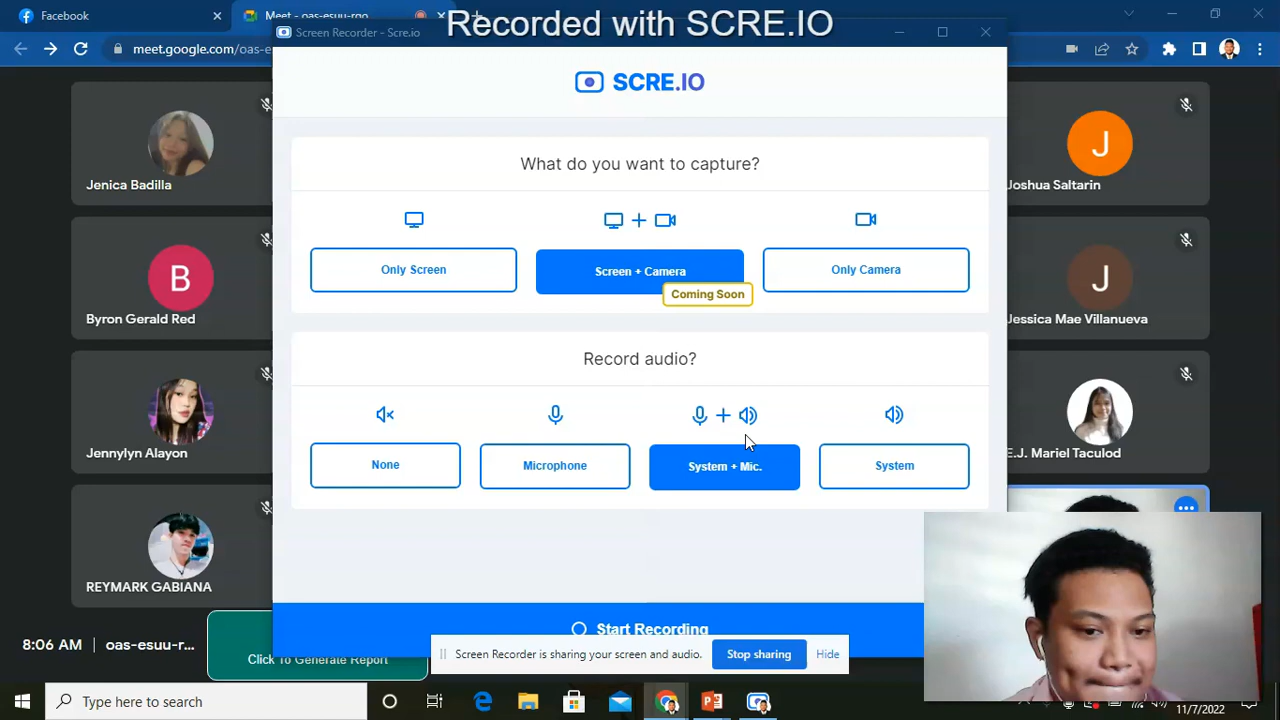 Facebook
Meet - oas-esuu-rqo
Recorded with SCRE.IO
Screen Recorder - Scre.io
meet.google.com/oas-e
SCRE.IO
What do you want to capture?
Only Screen
Screen + Camera
Only Camera
Coming Soon
Record audio?
None
Microphone
System + Mic.
System
Start Recording
Jenica Badilla
B
Byron Gerald Red
Jennylyn Alayon
REYMARK GABIANA
J
Joshua Saltarin
J
Jessica Mae Villanueva
E.J. Mariel Taculod
8:06 AM
oas-esuu-r...
Click To Generate Report
Screen Recorder is sharing your screen and audio.
Stop sharing
Hide
Type here to search
11/7/2022